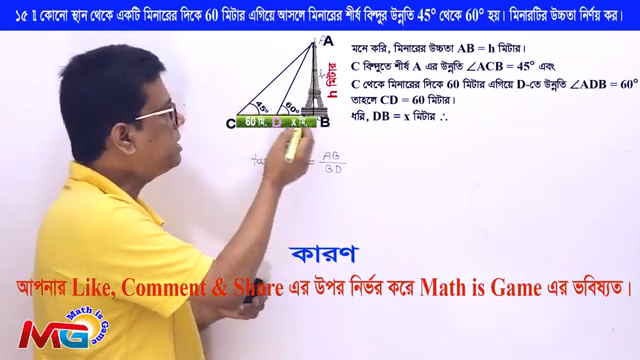 ১৫ ॥ কোনো স্থান থেকে একটি মিনারের দিকে 60 মিটার এগিয়ে আসলে মিনারের শীর্ষ বিন্দুর উন্নতি 45° থেকে 60° হয়। মিনারটির উচ্চতা নির্ণয় কর।
A
মনে করি, মিনারের উচ্চতা AB = h মিটার।
C বিন্দুতে শীর্ষ A এর উন্নতি ∠ACB = 45° এবং
C থেকে মিনারের দিকে 60 মিটার এগিয়ে D-তে উন্নতি ∠ADB = 60°
তাহলে CD = 60 মিটার।
ধরি, DB = x মিটার ∴
h মিটার
45° 60°
C 60 মি. D x মি. B
= AB
BD
কারণ
আপনার Like, Comment & Share এর উপর নির্ভর করে Math is Game এর ভবিষ্যত।
MG Math is Game